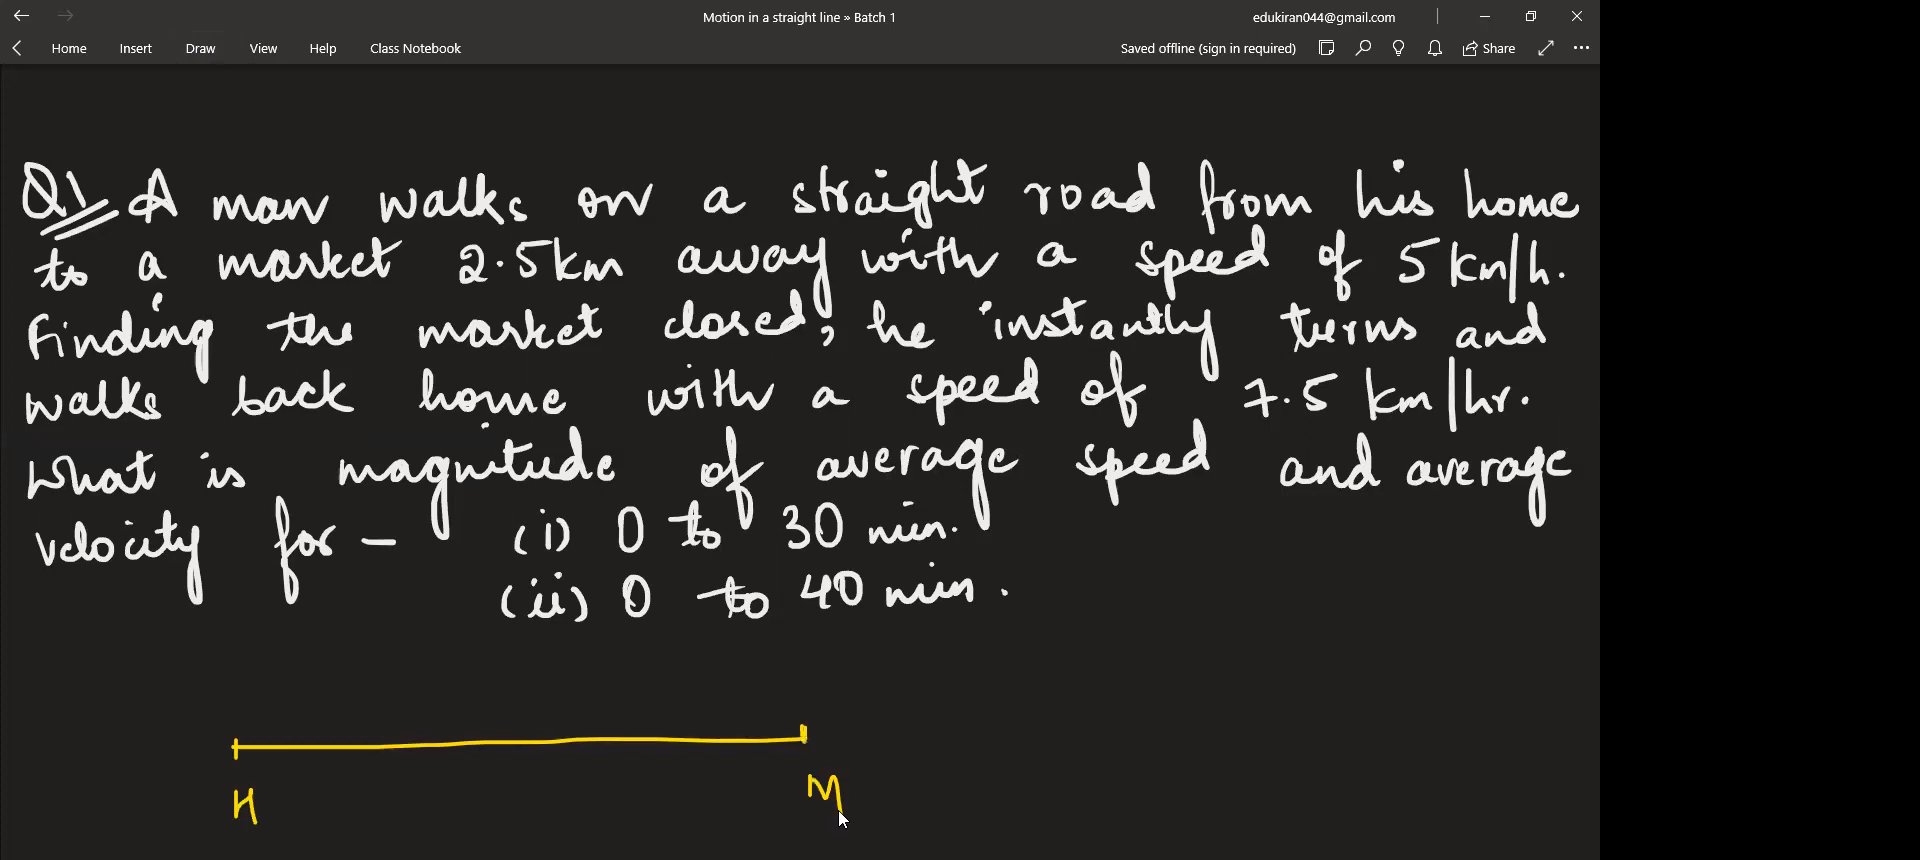 Motion in a straight line » Batch 1
edukiran044@gmail.com
Home Insert Draw View Help Class Notebook
Saved offline (sign in required)
Share
Q1 A man walks on a straight road from his home
to a market 2.5km away with a speed of 5 km/h.
Finding the market closed, he instantly turns and
walks back home with a speed of 7.5 km/hr.
What is magnitude of average speed and average
velocity for - (i) 0 to 30 min.
(ii) 0 to 40 min.
H M